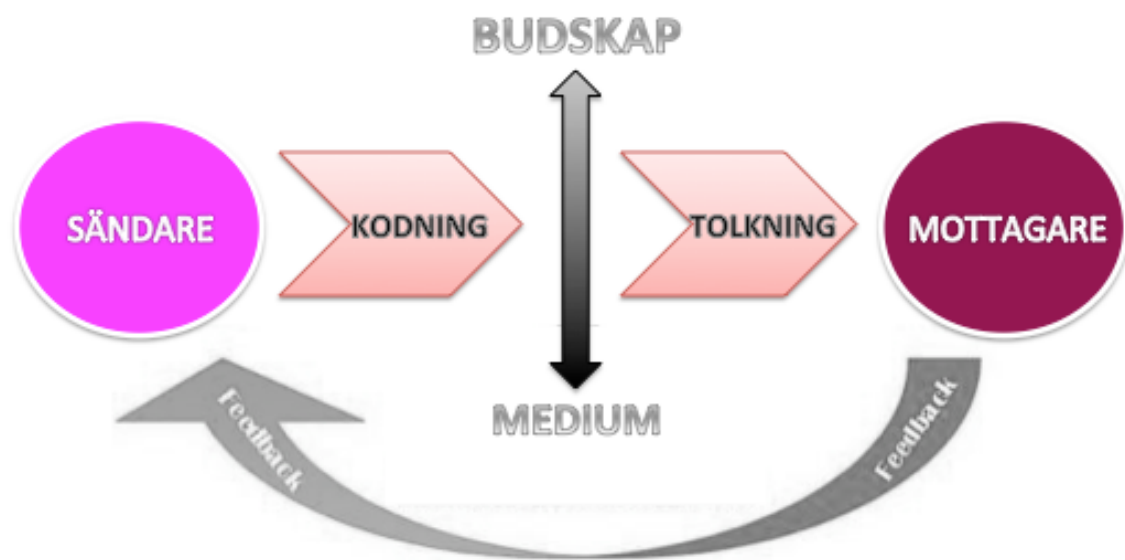 BUDSKAP
SÄNDARE
KODNING
TOLKNING
MOTTAGARE
MEDIUM
Feedback
Feedback